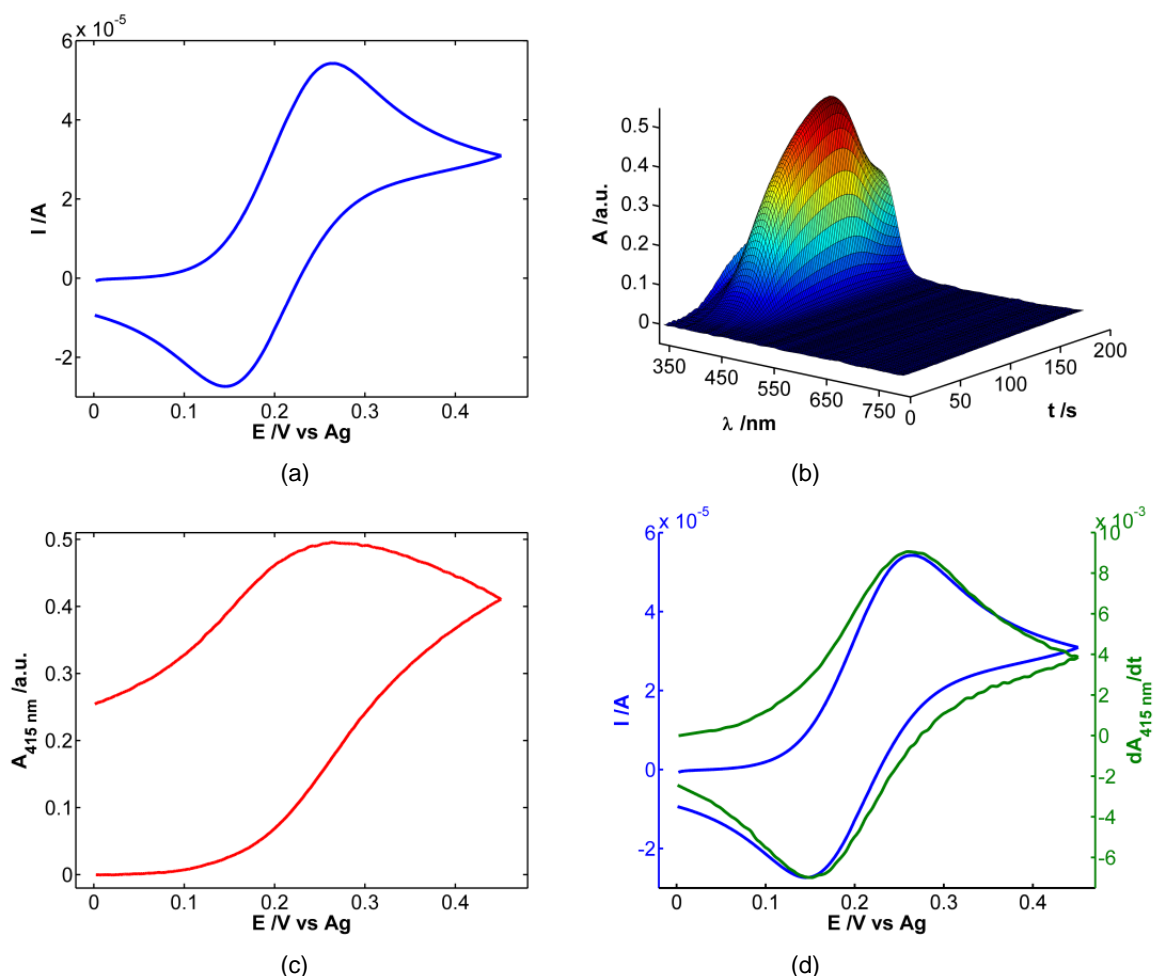 x 10⁻⁵
6
4
2
0
-2
I /A
0 0.1 0.2 0.3 0.4
E /V vs Ag
(a)
0.5
0.4
0.3
0.2
0.1
0
A /a.u.
350 450 550 650 750
λ /nm
0 50 100 150 200
t /s
(b)
0.5
0.4
0.3
0.2
0.1
0
A₄₁₅ ₙₘ /a.u.
0 0.1 0.2 0.3 0.4
E /V vs Ag
(c)
x 10⁻⁵
6
4
2
0
-2
I /A
x 10⁻³
10
8
6
4
2
0
-2
-4
-6
dA₄₁₅ ₙₘ/dt
0 0.1 0.2 0.3 0.4
E /V vs Ag
(d)